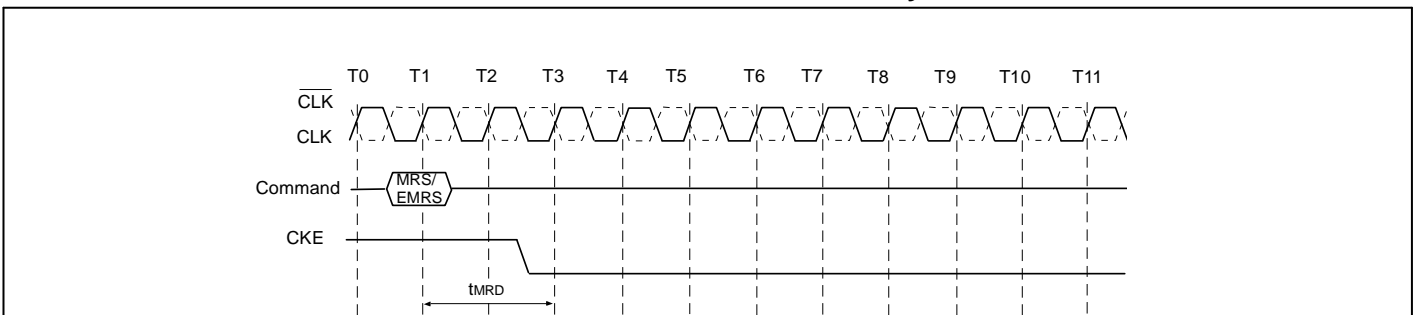 T0 T1 T2 T3 T4 T5 T6 T7 T8 T9 T10 T11
CLK
CLK
Command
MRS/
EMRS
CKE
tMRD